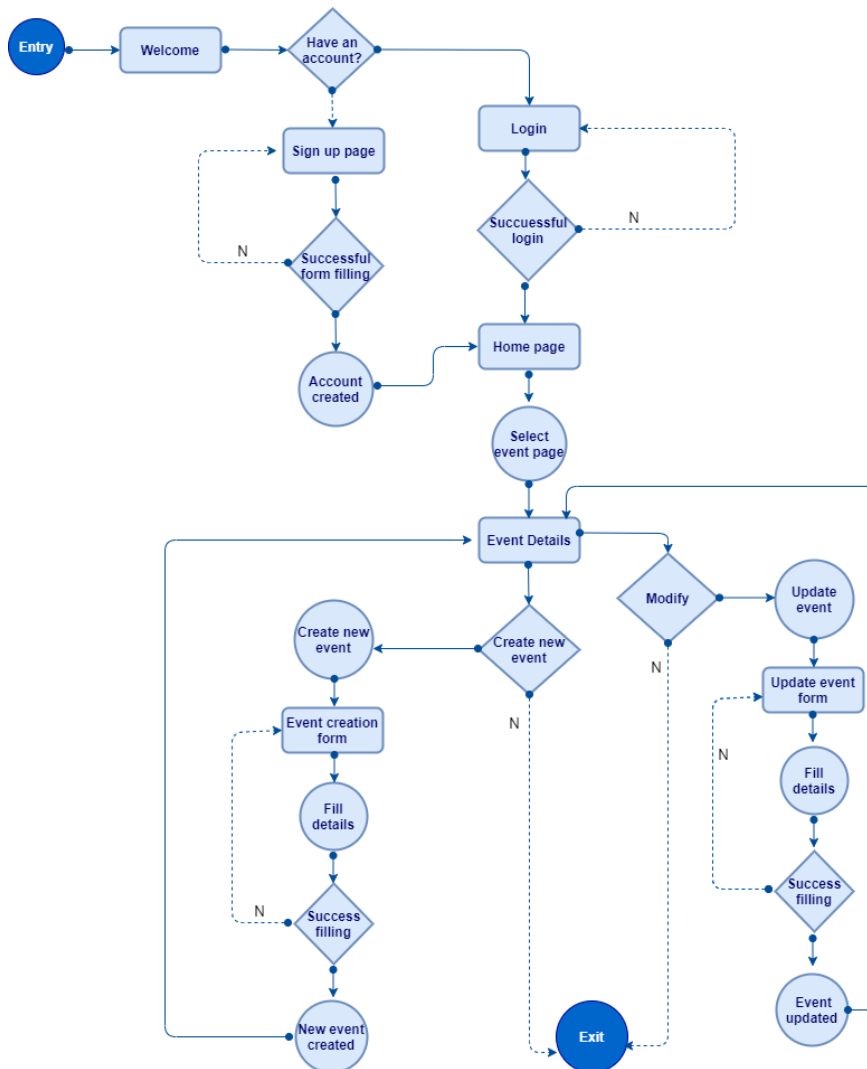 Entry
Welcome
Have an
account?
Sign up page
Login
N
Succuessful
login
N
Successful
form filling
Home page
Account
created
Select
event page
Event Details
Modify
Update
event
Create new
event
Create new
event
N
N
Update event
form
Event creation
form
N
Fill
details
Fill
details
Success
filling
N
Success
filling
Event
updated
New event
created
Exit